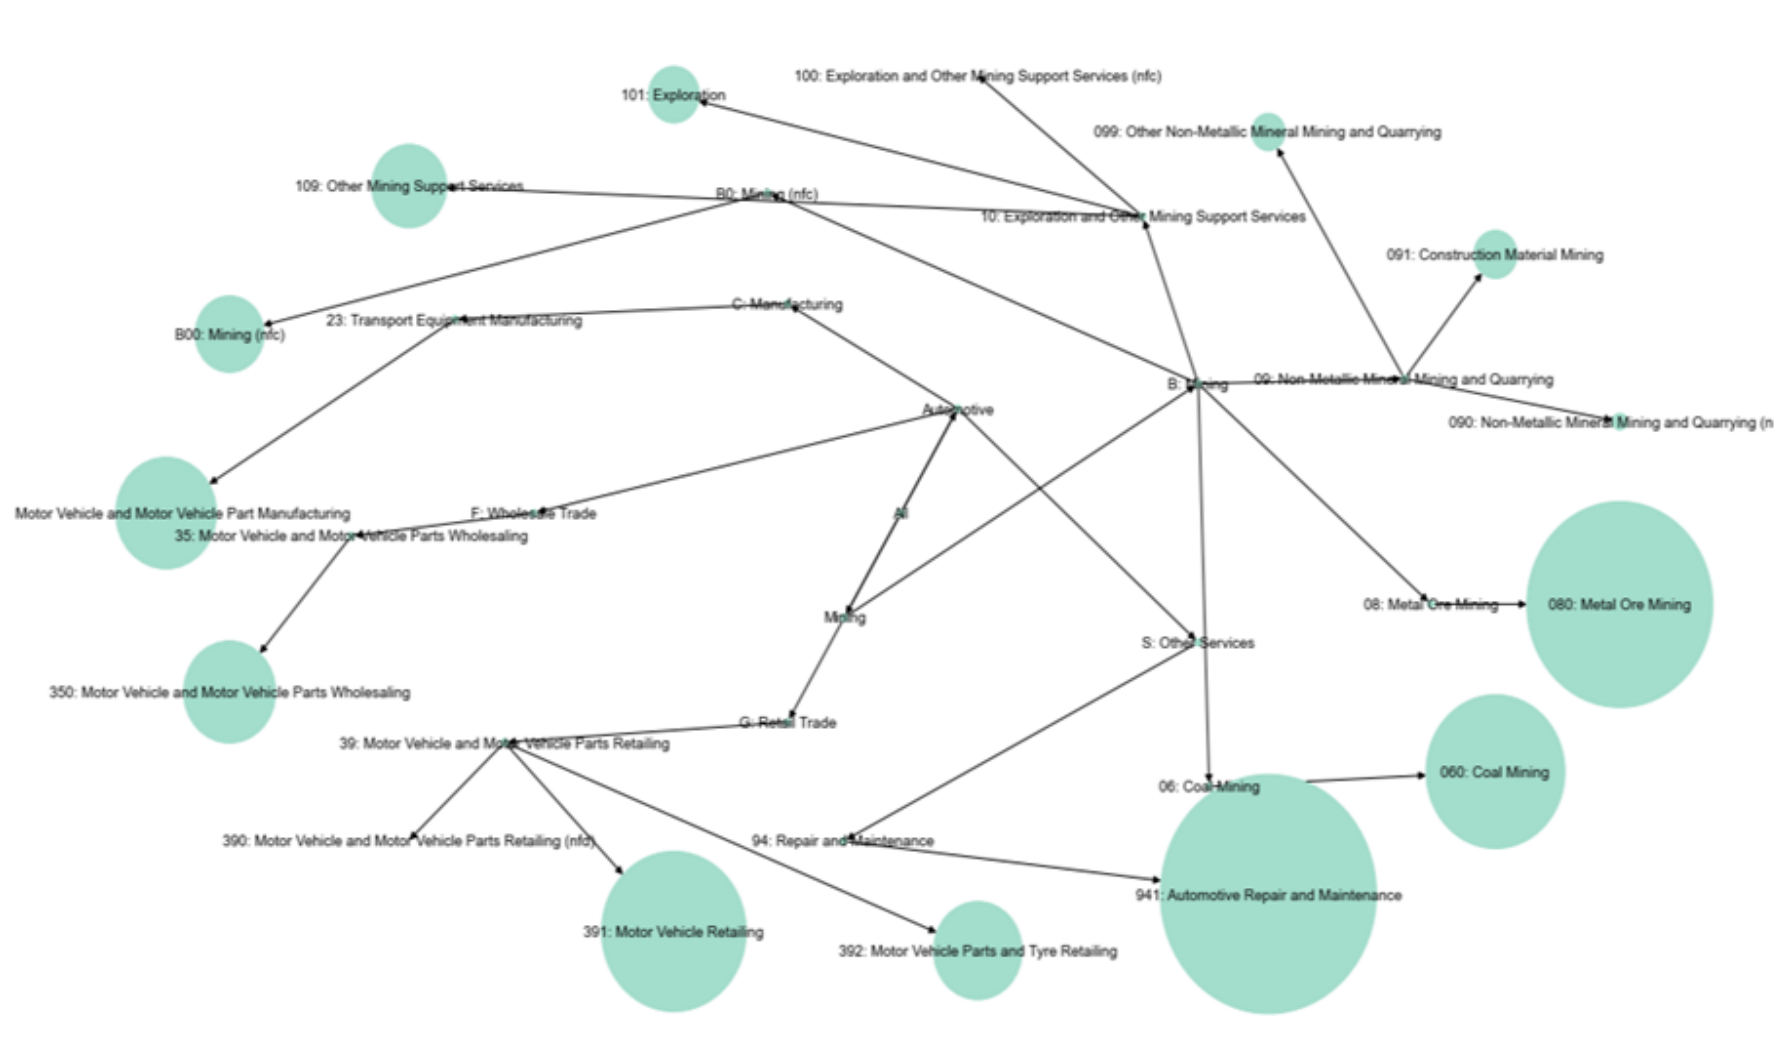 100: Exploration and Other Mining Support Services (nfc)
101: Exploration
099: Other Non-Metallic Mineral Mining and Quarrying
109: Other Mining Support Services
B0: Mining (nfc)
10: Exploration and Other Mining Support Services
091: Construction Material Mining
C: Manufacturing
23: Transport Equipment Manufacturing
B00: Mining (nfc)
B: Mining
09: Non-Metallic Mineral Mining and Quarrying
Automotive
090: Non-Metallic Mineral Mining and Quarrying (n
Motor Vehicle and Motor Vehicle Part Manufacturing
F: Wholesale Trade
All
35: Motor Vehicle and Motor Vehicle Parts Wholesaling
08: Metal Ore Mining
080: Metal Ore Mining
Mining
S: Other Services
350: Motor Vehicle and Motor Vehicle Parts Wholesaling
G: Retail Trade
39: Motor Vehicle and Motor Vehicle Parts Retailing
060: Coal Mining
06: Coal Mining
390: Motor Vehicle and Motor Vehicle Parts Retailing (nfd)
94: Repair and Maintenance
941: Automotive Repair and Maintenance
391: Motor Vehicle Retailing
392: Motor Vehicle Parts and Tyre Retailing